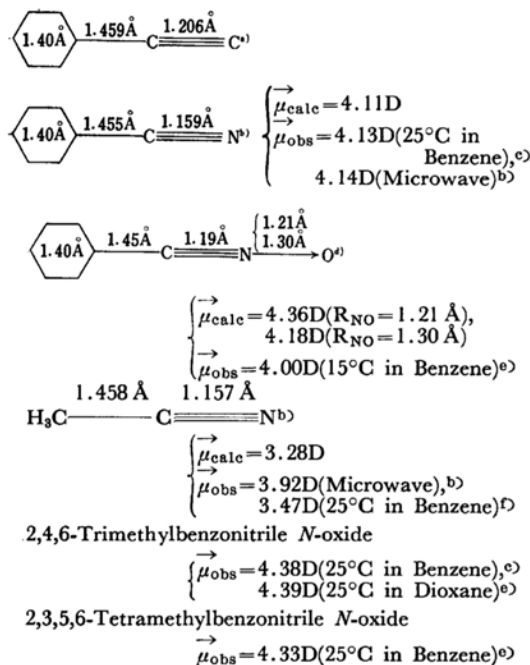 1.40Å 1.459Å C 1.206Å C a)
1.40Å 1.455Å C 1.159Å N b)
μcalc=4.11D
μobs=4.13D(25°C in
Benzene),c)
4.14D(Microwave)b)
1.40Å 1.45Å C 1.19Å N {1.21Å
1.30Å →O d)
μcalc=4.36D(R_NO=1.21 Å),
4.18D(R_NO=1.30 Å)
μobs=4.00D(15°C in Benzene)e)
1.458 Å 1.157 Å
H₃C C N b)
μcalc=3.28D
μobs=3.92D(Microwave),b)
3.47D(25°C in Benzene)f)
2,4,6-Trimethylbenzonitrile N-oxide
μobs=4.38D(25°C in Benzene),e)
4.39D(25°C in Dioxane)e)
2,3,5,6-Tetramethylbenzonitrile N-oxide
μobs=4.33D(25°C in Benzene)e)